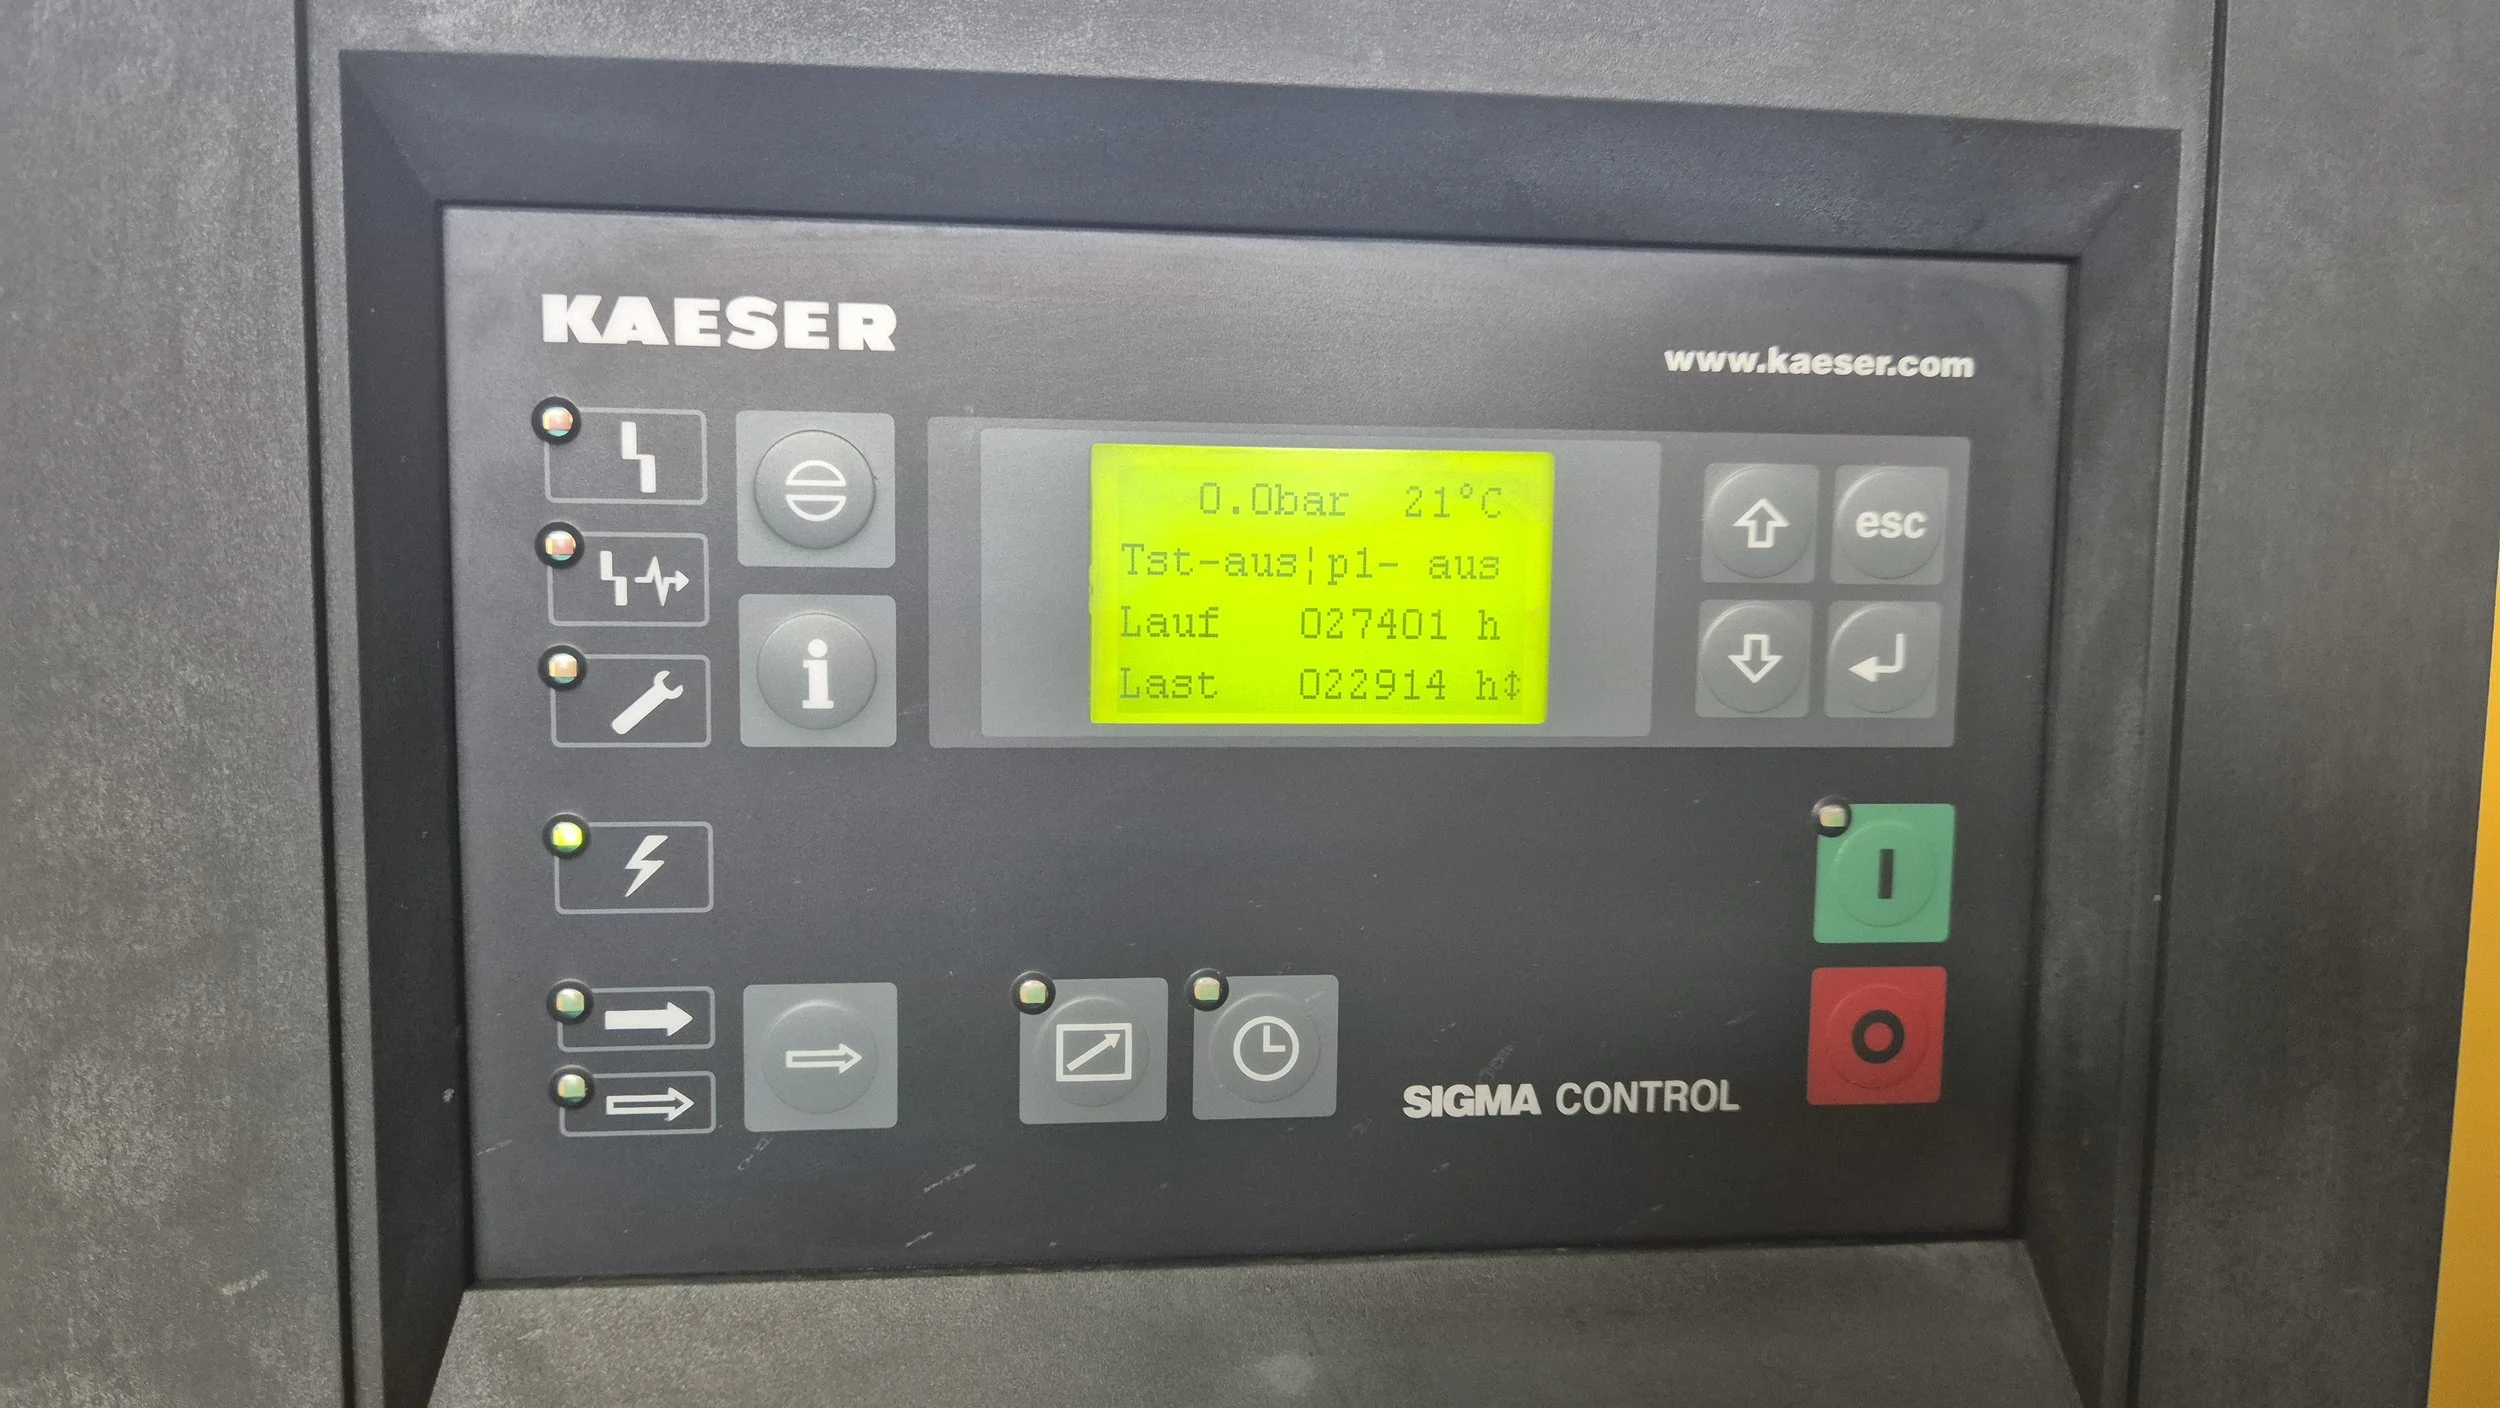 KAESER
www.kaeser.com
0.0bar 21°C
Tst-aus¦p1- aus
Lauf 027401 h
Last 022914 h
esc
i
SIGMA CONTROL